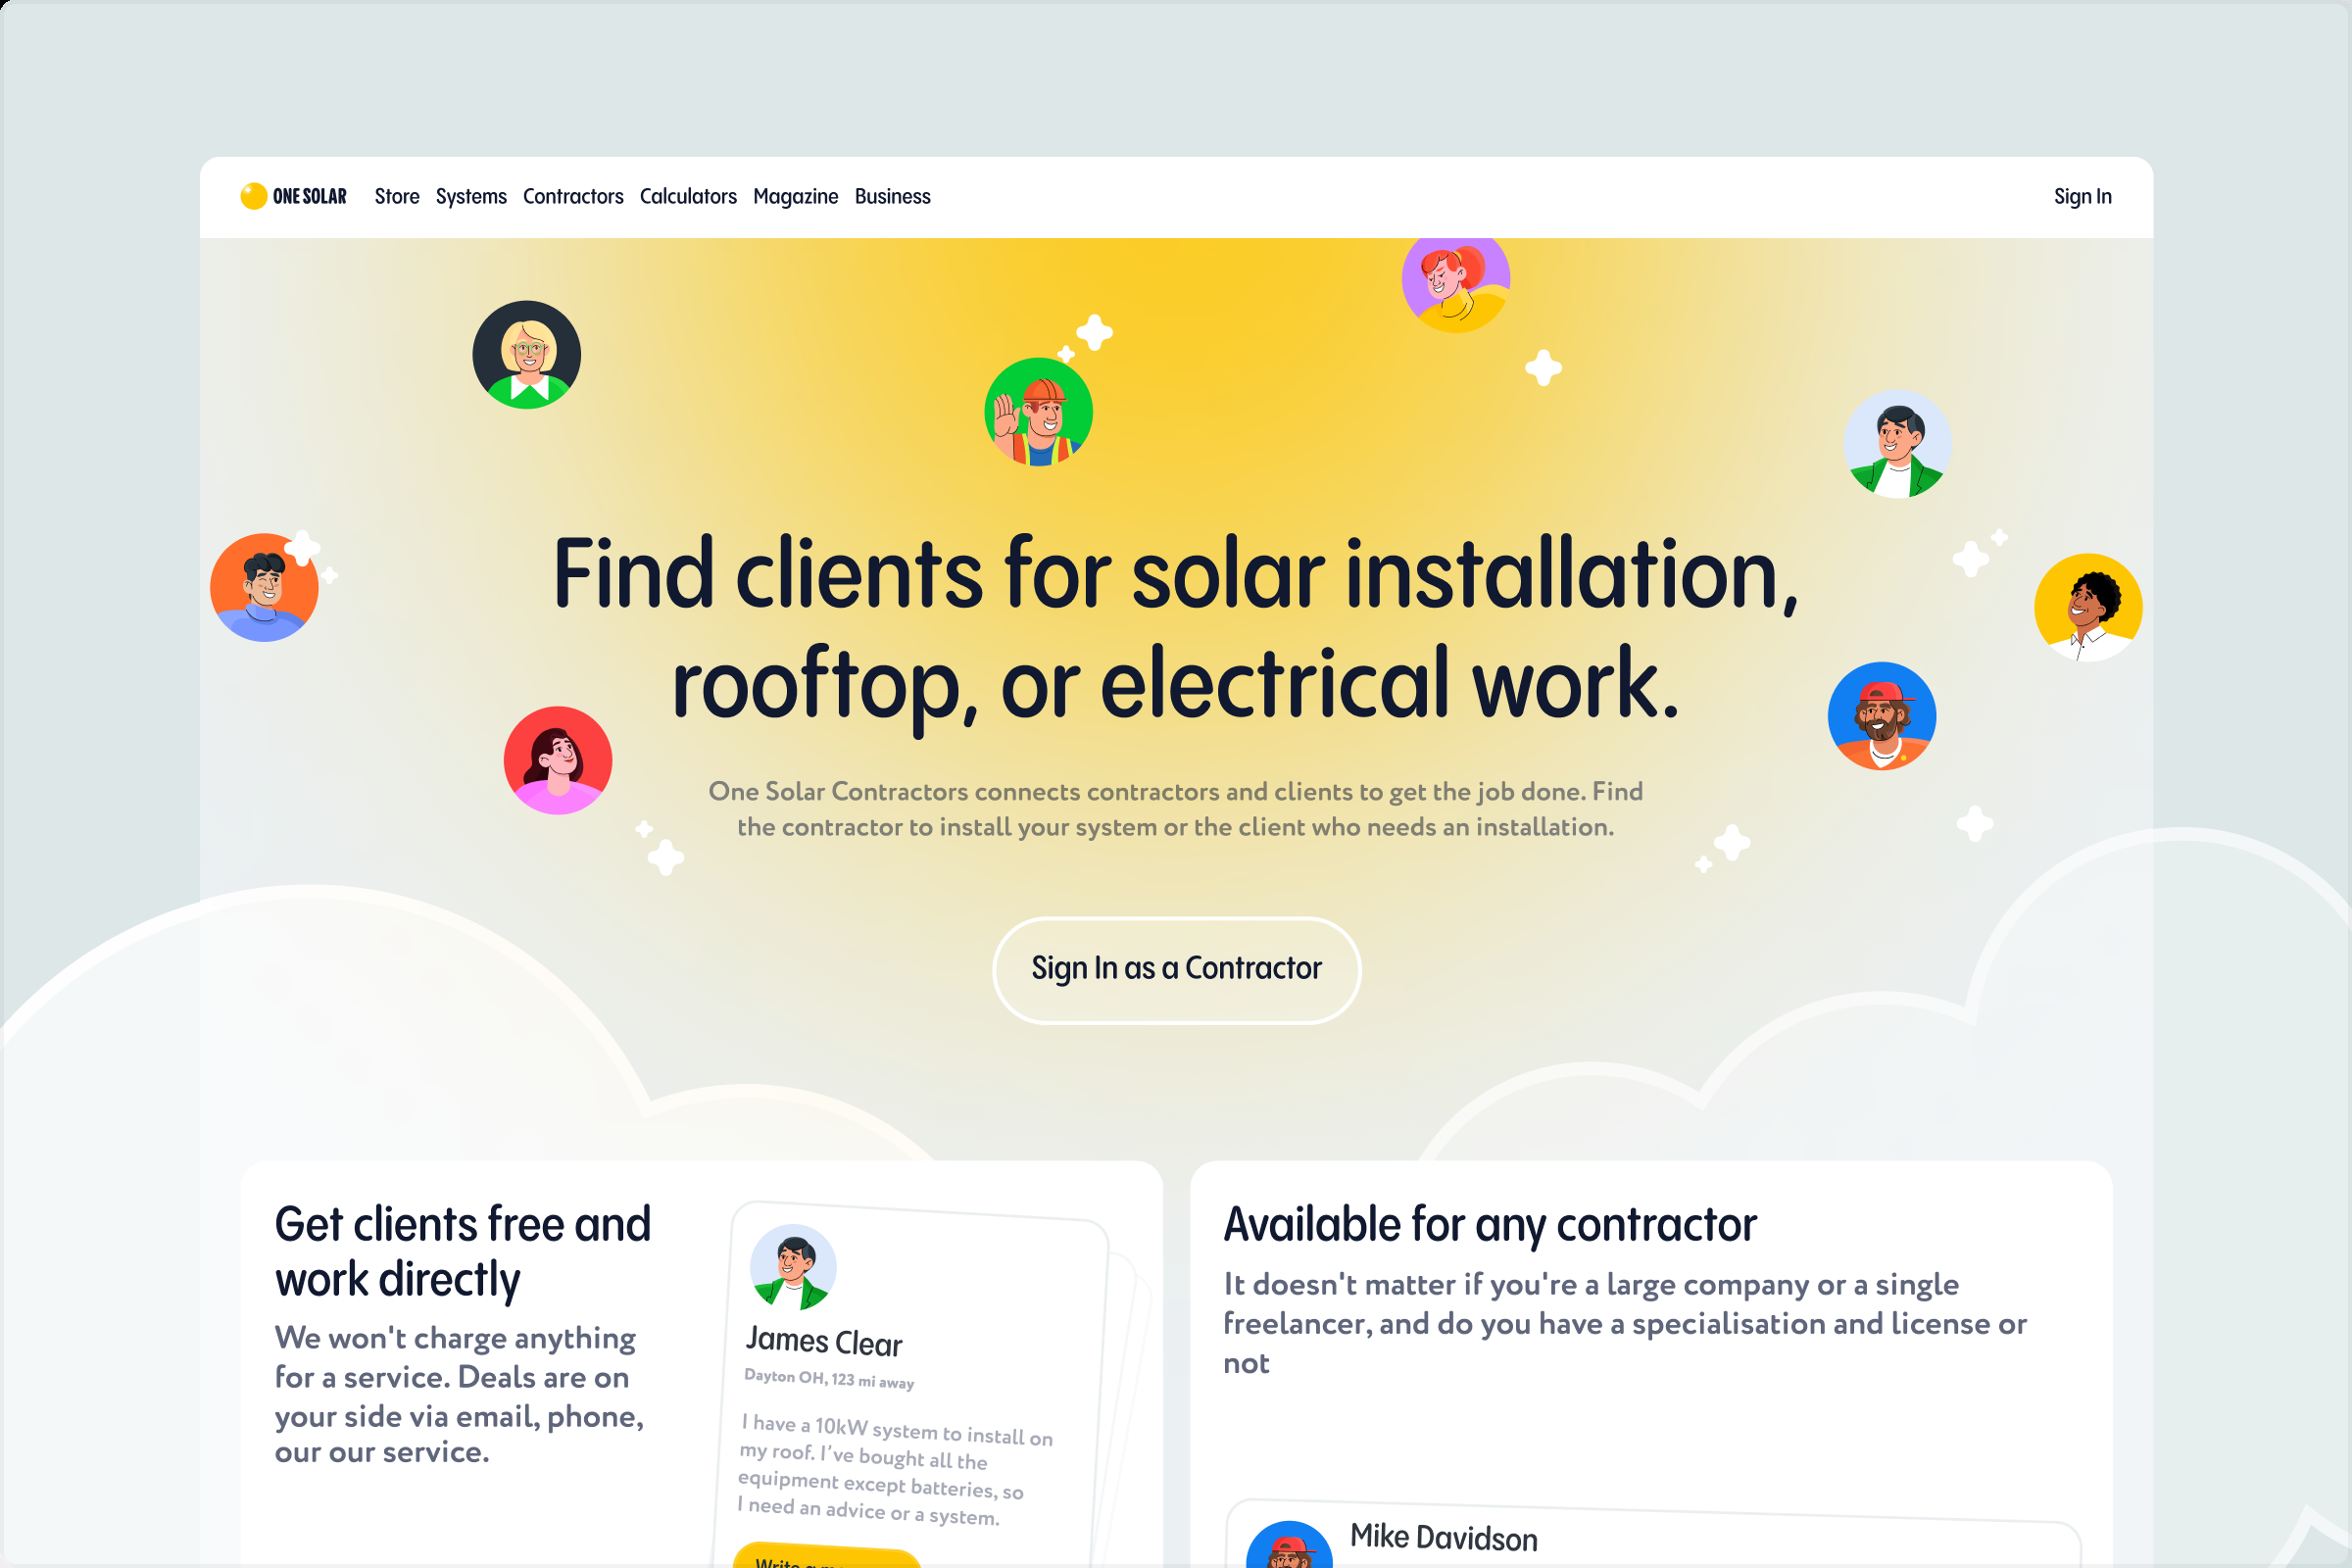 ONE SOLAR Store Systems Contractors Calculators Magazine Business Sign In
Find clients for solar installation,
rooftop, or electrical work.
One Solar Contractors connects contractors and clients to get the job done. Find
the contractor to install your system or the client who needs an installation.
Sign In as a Contractor
Get clients free and
work directly
We won't charge anything
for a service. Deals are on
your side via email, phone,
our our service.
James Clear
Dayton OH, 123 mi away
I have a 10kW system to install on
my roof. I've bought all the
equipment except batteries, so
I need an advice or a system.
Write a
Available for any contractor
It doesn't matter if you're a large company or a single
freelancer, and do you have a specialisation and license or
not
Mike Davidson